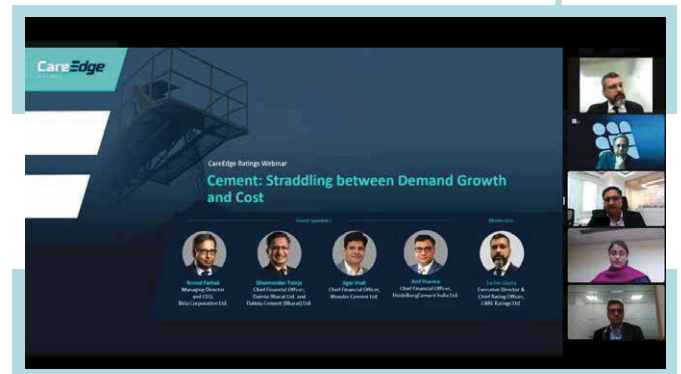 CareEdge
RATINGS
CareEdge Ratings Webinar
Cement: Straddling between Demand Growth
and Cost
Guest Speakers
Moderator
Arvind Pathak
Managing Director
and CEO,
Birla Corporation Ltd.
Dharmender Tuteja
Chief Financial Officer,
Dalmia Bharat Ltd. and
Dalmia Cement (Bharat) Ltd.
Chief Financial Officer,
Wonder Cement Ltd.
Anil Sharma
Chief Financial Officer,
HeidelbergCement India Ltd.
Sachin Gupta
Executive Director &
Chief Rating Officer,
CARE Ratings Ltd.